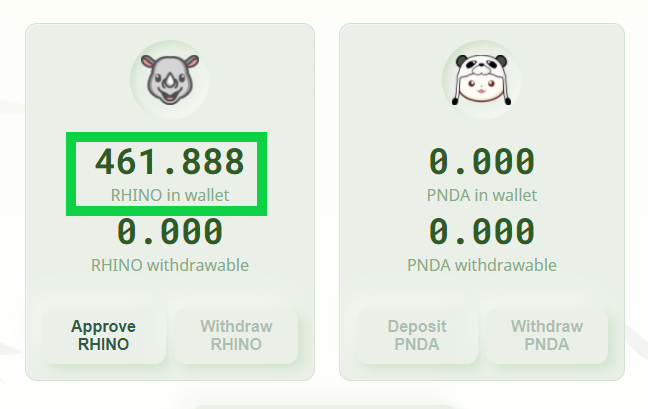 461.888
RHINO in wallet
0.000
RHINO withdrawable
Approve
RHINO
Withdraw
RHINO
0.000
PNDA in wallet
0.000
PNDA withdrawable
Deposit
PNDA
Withdraw
PNDA